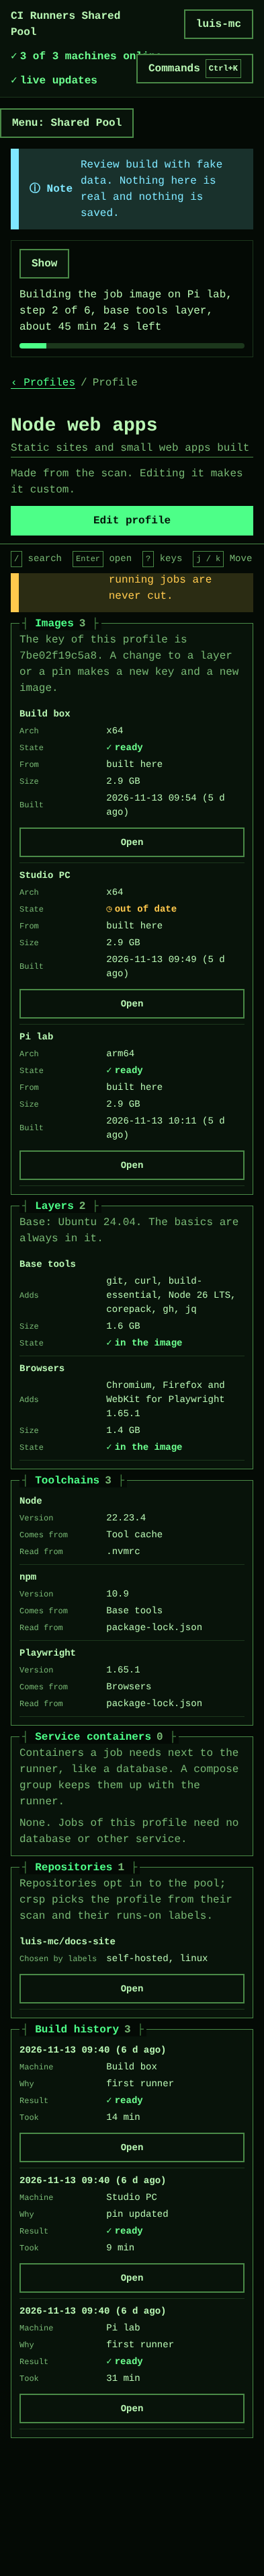 CI Runners Shared
Pool
luis-mc
✓ 3 of 3 machines online
✓ live updates
Commands Ctrl+K
Menu: Shared Pool
ⓘ Note
Review build with fake
data. Nothing here is
real and nothing is
saved.
Show
Building the job image on Pi lab,
step 2 of 6, base tools layer,
about 45 min 24 s left
‹ Profiles / Profile
Node web apps
Static sites and small web apps built
Made from the scan. Editing it makes
it custom.
Edit profile
/ search Enter open ? keys j / k Move
running jobs are
never cut.
Images 3
The key of this profile is
7be02f19c5a8. A change to a layer
or a pin makes a new key and a new
image.
Build box
Arch x64
State ✓ ready
From built here
Size 2.9 GB
Built 2026-11-13 09:54 (5 d
ago)
Open
Studio PC
Arch x64
State ◷ out of date
From built here
Size 2.9 GB
Built 2026-11-13 09:49 (5 d
ago)
Open
Pi lab
Arch arm64
State ✓ ready
From built here
Size 2.9 GB
Built 2026-11-13 10:11 (5 d
ago)
Open
Layers 2
Base: Ubuntu 24.04. The basics are
always in it.
Base tools
Adds git, curl, build-
essential, Node 26 LTS,
corepack, gh, jq
Size 1.6 GB
State ✓ in the image
Browsers
Adds Chromium, Firefox and
WebKit for Playwright
1.65.1
Size 1.4 GB
State ✓ in the image
Toolchains 3
Node
Version 22.23.4
Comes from Tool cache
Read from .nvmrc
npm
Version 10.9
Comes from Base tools
Read from package-lock.json
Playwright
Version 1.65.1
Comes from Browsers
Read from package-lock.json
Service containers 0
Containers a job needs next to the
runner, like a database. A compose
group keeps them up with the
runner.
None. Jobs of this profile need no
database or other service.
Repositories 1
Repositories opt in to the pool;
crsp picks the profile from their
scan and their runs-on labels.
luis-mc/docs-site
Chosen by labels self-hosted, linux
Open
Build history 3
2026-11-13 09:40 (6 d ago)
Machine Build box
Why first runner
Result ✓ ready
Took 14 min
Open
2026-11-13 09:40 (6 d ago)
Machine Studio PC
Why pin updated
Result ✓ ready
Took 9 min
Open
2026-11-13 09:40 (6 d ago)
Machine Pi lab
Why first runner
Result ✓ ready
Took 31 min
Open